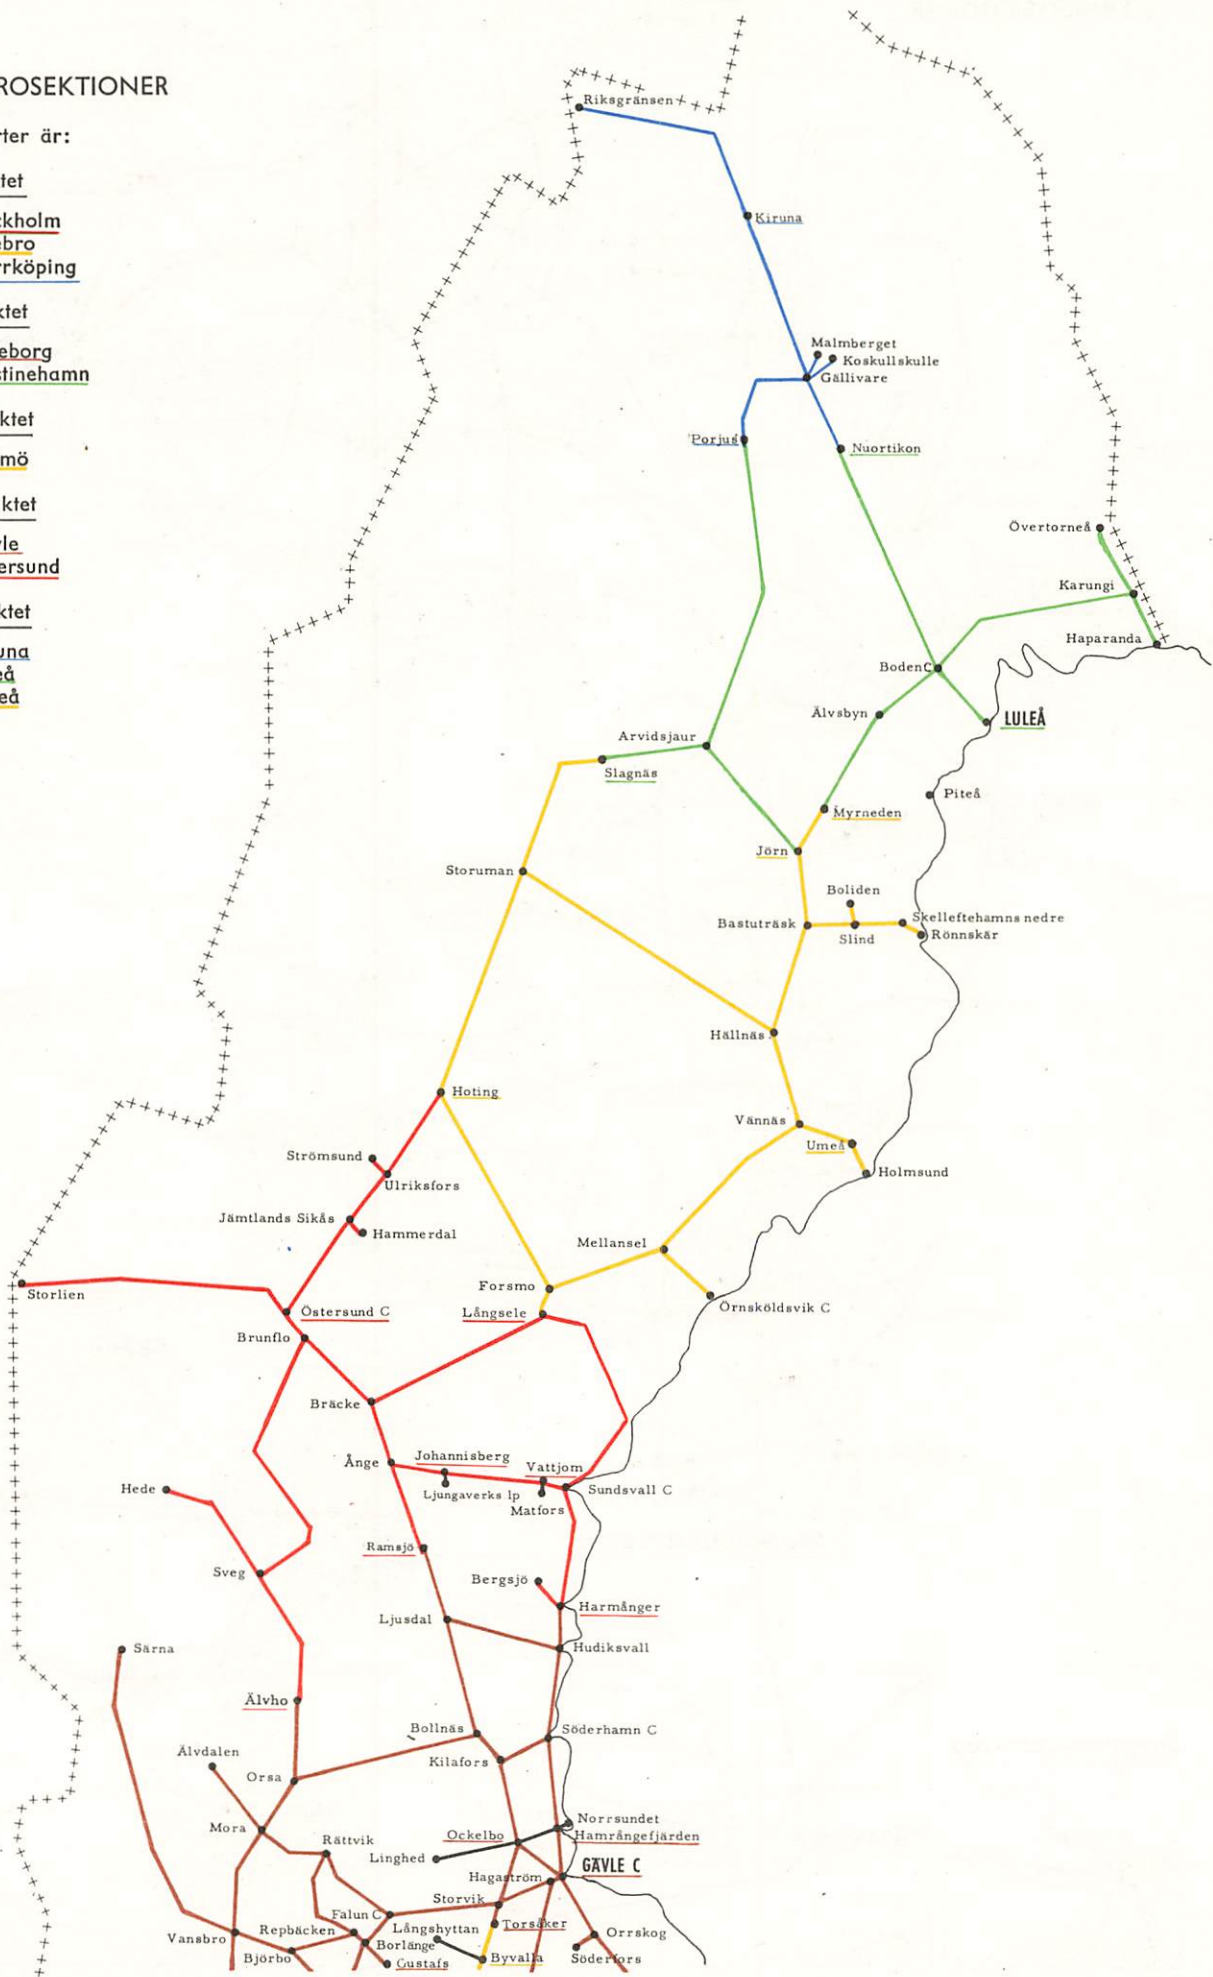 ROSEKTIONER
ter är:
tet
ckholm
ebro
rrköping
ktet
eborg
stinehamn
ktet
mö
ktet
vle
ersund
ktet
una
eå
eå
Riksgränsen
Kiruna
Malmberget
Koskullskulle
Gällivare
Porjus
Nuortikon
Övertorneå
Karungi
Haparanda
Boden C
Älvsbyn
LULEÅ
Arvidsjaur
Slagnäs
Piteå
Myrneden
Jörn
Storuman
Boliden
Bastuträsk
Skelleftehamns nedre
Slind
Rönnskär
Hällnäs
Hoting
Vännäs
Umeå
Strömsund
Holmsund
Ulriksfors
Jämtlands Sikås
Hammerdal
Mellansel
Storlien
Forsmo
Östersund C
Långsele
Örnsköldsvik C
Brunflo
Bräcke
Ånge
Johannisberg
Vattjom
Hede
Ljungaverks lp
Sundsvall C
Matfors
Ramsjö
Sveg
Bergsjö
Harmånger
Ljusdal
Särna
Hudiksvall
Älvho
Bollnäs
Söderhamn C
Älvdalen
Kilafors
Orsa
Norrsundet
Mora
Ockelbo
Hamrångefjärden
Rättvik
Linghed
GÄVLE C
Hagaström
Storvik
Falun C
Långshyttan
Torsåker
Repbäcken
Orrskog
Vansbro
Borlänge
Björbo
Gustafs
Byvalla
Söderfors